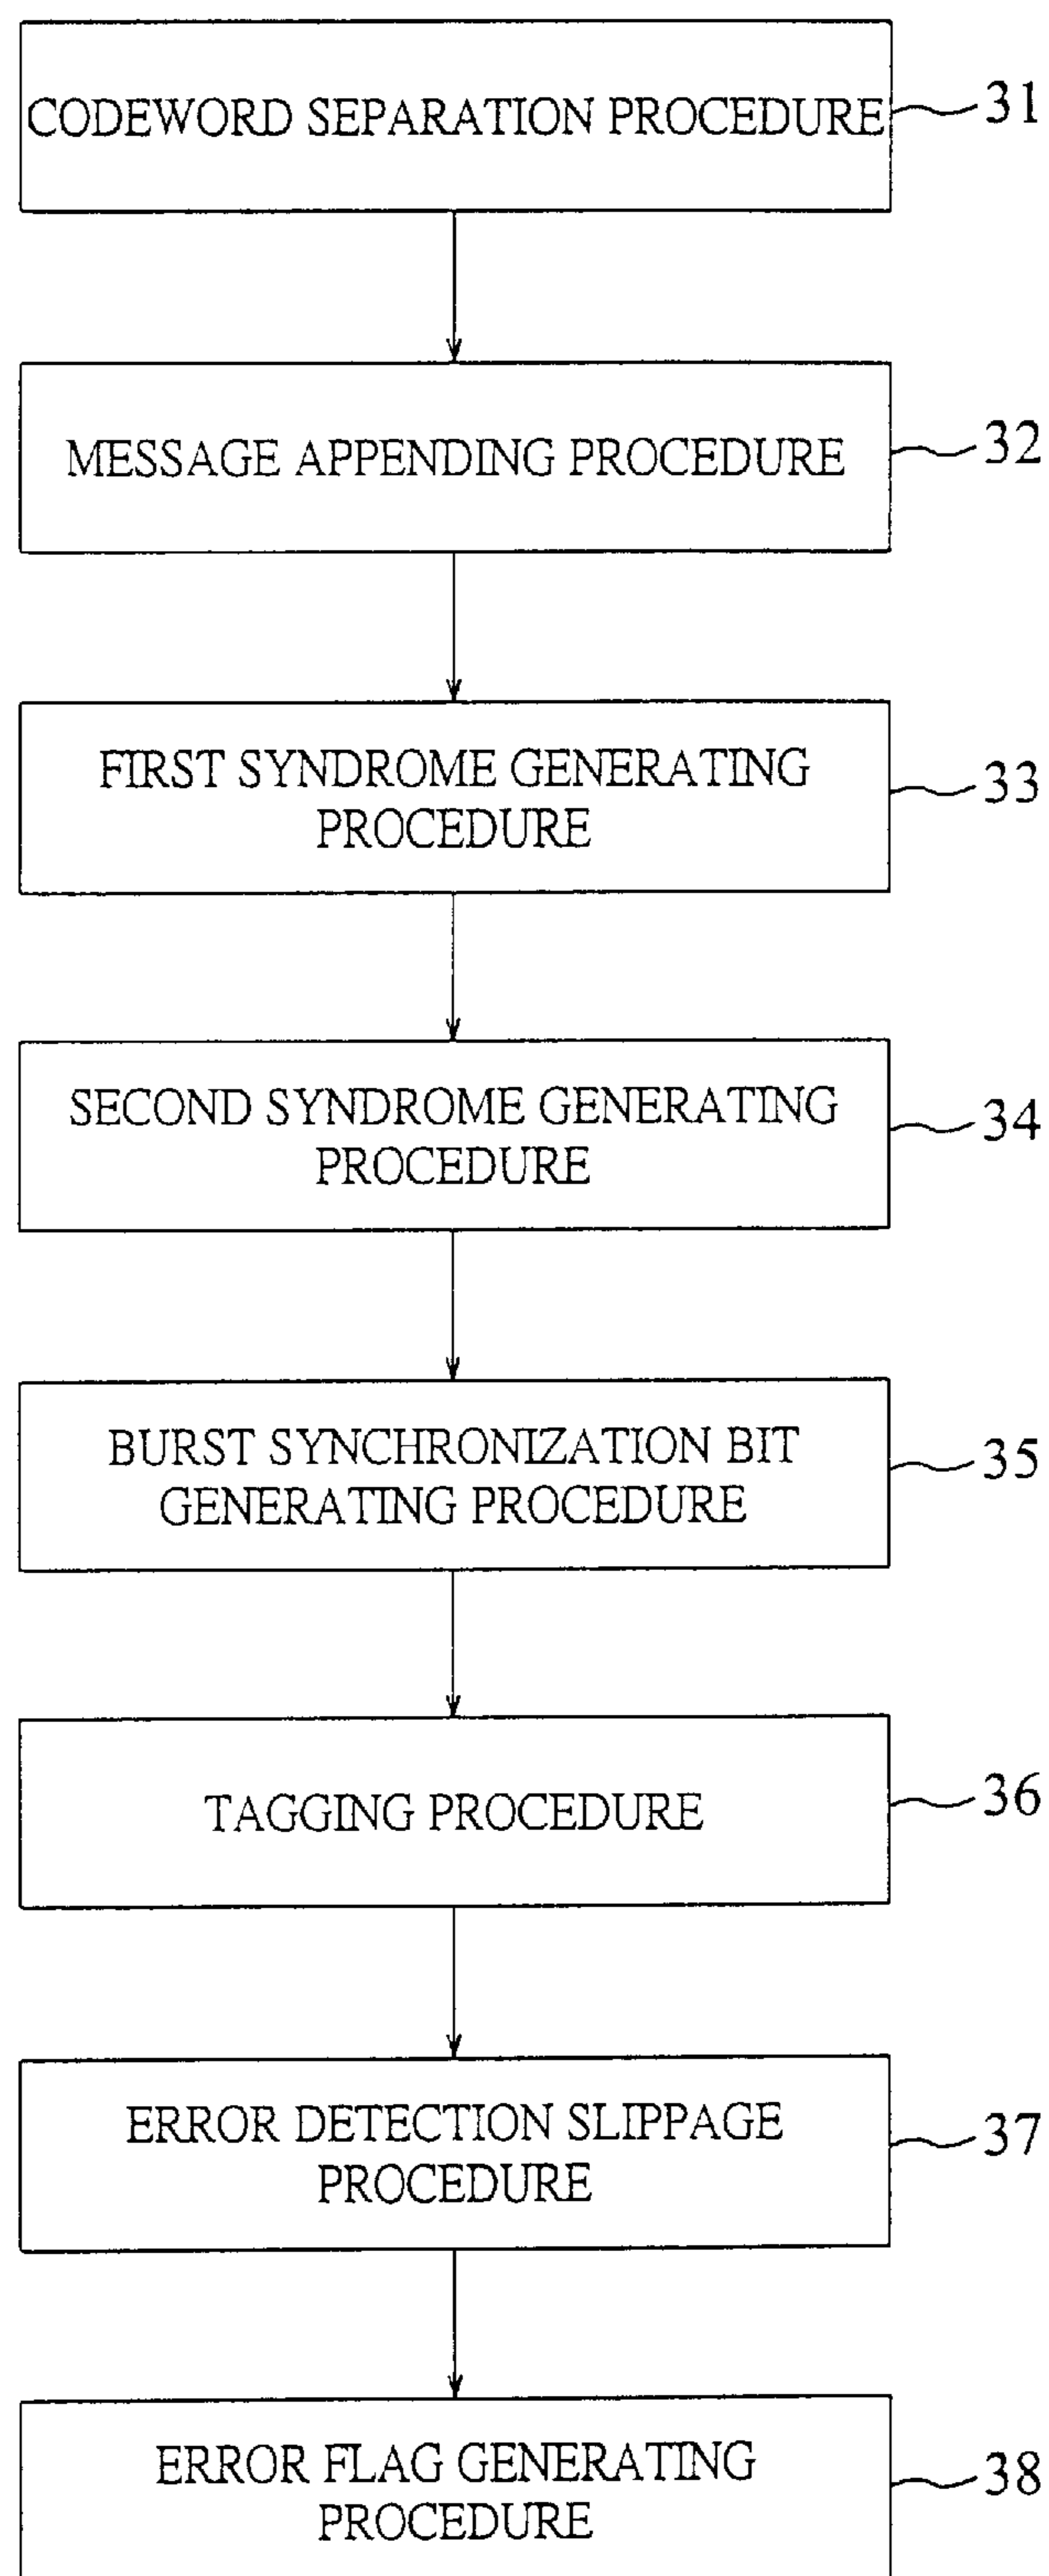 CODEWORD SEPARATION PROCEDURE
31
MESSAGE APPENDING PROCEDURE
32
FIRST SYNDROME GENERATING
PROCEDURE
33
SECOND SYNDROME GENERATING
PROCEDURE
34
BURST SYNCHRONIZATION BIT
GENERATING PROCEDURE
35
TAGGING PROCEDURE
36
ERROR DETECTION SLIPPAGE
PROCEDURE
37
ERROR FLAG GENERATING
PROCEDURE
38